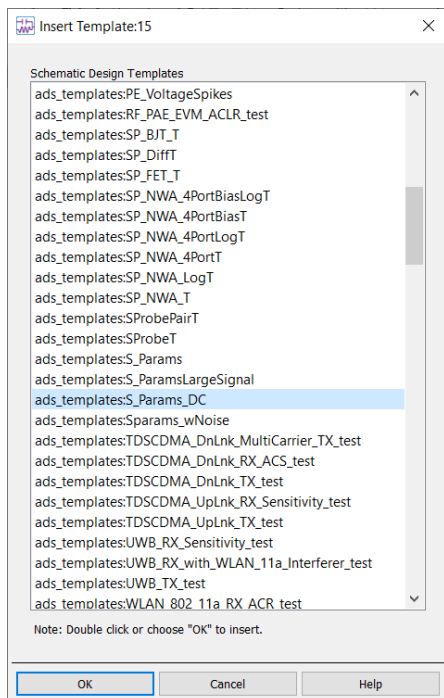 Insert Template:15
Schematic Design Templates
ads_templates:PE_VoltageSpikes
ads_templates:RF_PAE_EVM_ACLR_test
ads_templates:SP_BJT_T
ads_templates:SP_DiffT
ads_templates:SP_FET_T
ads_templates:SP_NWA_4PortBiasLogT
ads_templates:SP_NWA_4PortBiasT
ads_templates:SP_NWA_4PortLogT
ads_templates:SP_NWA_4PortT
ads_templates:SP_NWA_LogT
ads_templates:SP_NWA_T
ads_templates:SProbePairT
ads_templates:SProbeT
ads_templates:S_Params
ads_templates:S_ParamsLargeSignal
ads_templates:S_Params_DC
ads_templates:Sparams_wNoise
ads_templates:TDSCDMA_DnLnk_MultiCarrier_TX_test
ads_templates:TDSCDMA_DnLnk_RX_ACS_test
ads_templates:TDSCDMA_DnLnk_TX_test
ads_templates:TDSCDMA_UpLnk_RX_Sensitivity_test
ads_templates:TDSCDMA_UpLnk_TX_test
ads_templates:UWB_RX_Sensitivity_test
ads_templates:UWB_RX_with_WLAN_11a_Interferer_test
ads_templates:UWB_TX_test
ads_templates:WLAN_802_11a_RX_ACR_test
Note: Double click or choose "OK" to insert.
OK Cancel Help